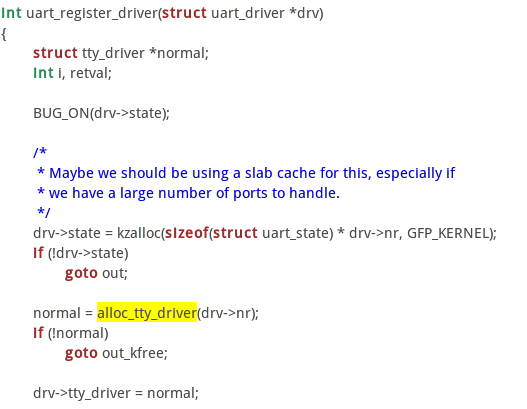 Int uart_register_driver(struct uart_driver *drv)
{
struct tty_driver *normal;
Int i, retval;
BUG_ON(drv->state);
/*
* Maybe we should be using a slab cache for this, especially if
* we have a large number of ports to handle.
*/
drv->state = kzalloc(sizeof(struct uart_state) * drv->nr, GFP_KERNEL);
If (!drv->state)
goto out;
normal = alloc_tty_driver(drv->nr);
If (!normal)
goto out_kfree;
drv->tty_driver = normal;